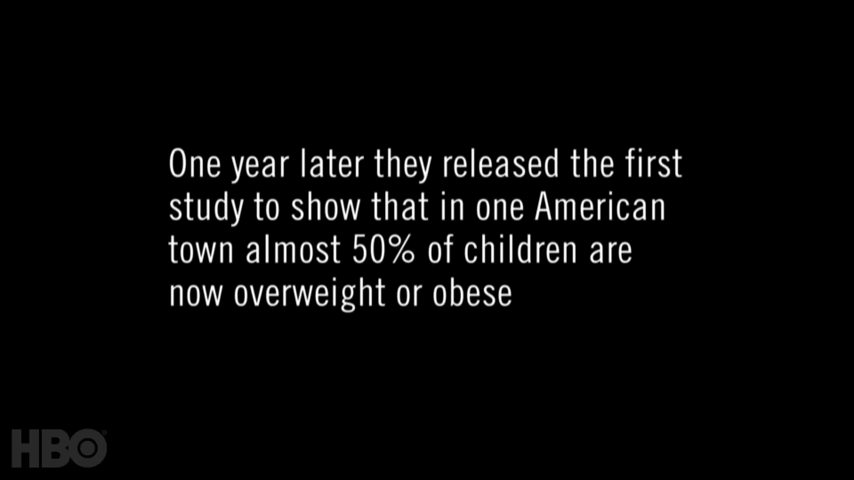 One year later they released the first
study to show that in one American
town almost 50% of children are
now overweight or obese
HBO